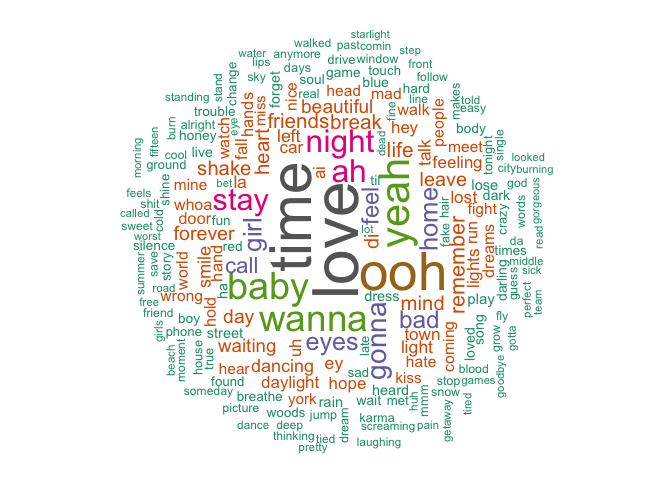 starlight
walked pastcomin step
water anymore drive window front
lips days game touch follow
sky soul blue hard
change forget nice real head mad fine line makes told
standing stand hands miss beautiful walk people easy
trouble eye friends break hey body
burn alright watch fall heart left night dead life talk meet tonight single
fifteen honey car feeling looked
morning cool live shake ai ah leave lose city burning
ground bet la time love til yeah dark god
feels mine stay feel home lost words gorgeous
shit shine whoa girl lot fake hair fight crazy read
called cold door fun di remember run da
sweet forever red ooh dreams times
worst silence call lights darling middle
summer save story world smile hand ha baby dress mind play guess sick
road wrong hold day wanna gonna bad perfect team
free boy eyes town song fly
friend phone street uh late light coming loved grow gotta
girls waiting ey hate
beach moment house true hear dancing sad kiss blood goodbye
found daylight hope heard stop games
someday breathe york rain wait met huh mmm snow tired
picture woods jump dream karma getaway
dance deep screaming pain
thinking tied laughing
pretty